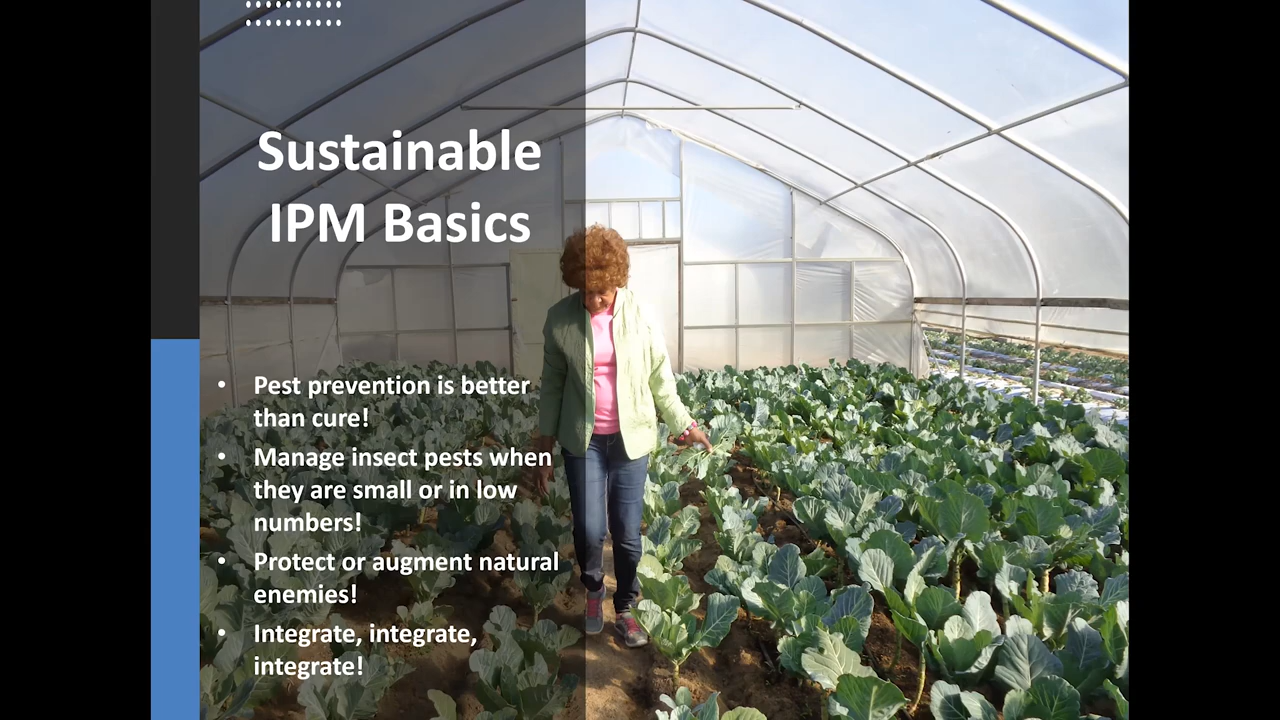 Sustainable
IPM Basics
• Pest prevention is better
than cure!
• Manage insect pests when
they are small or in low
numbers!
• Protect or augment natural
enemies!
• Integrate, integrate,
integrate!